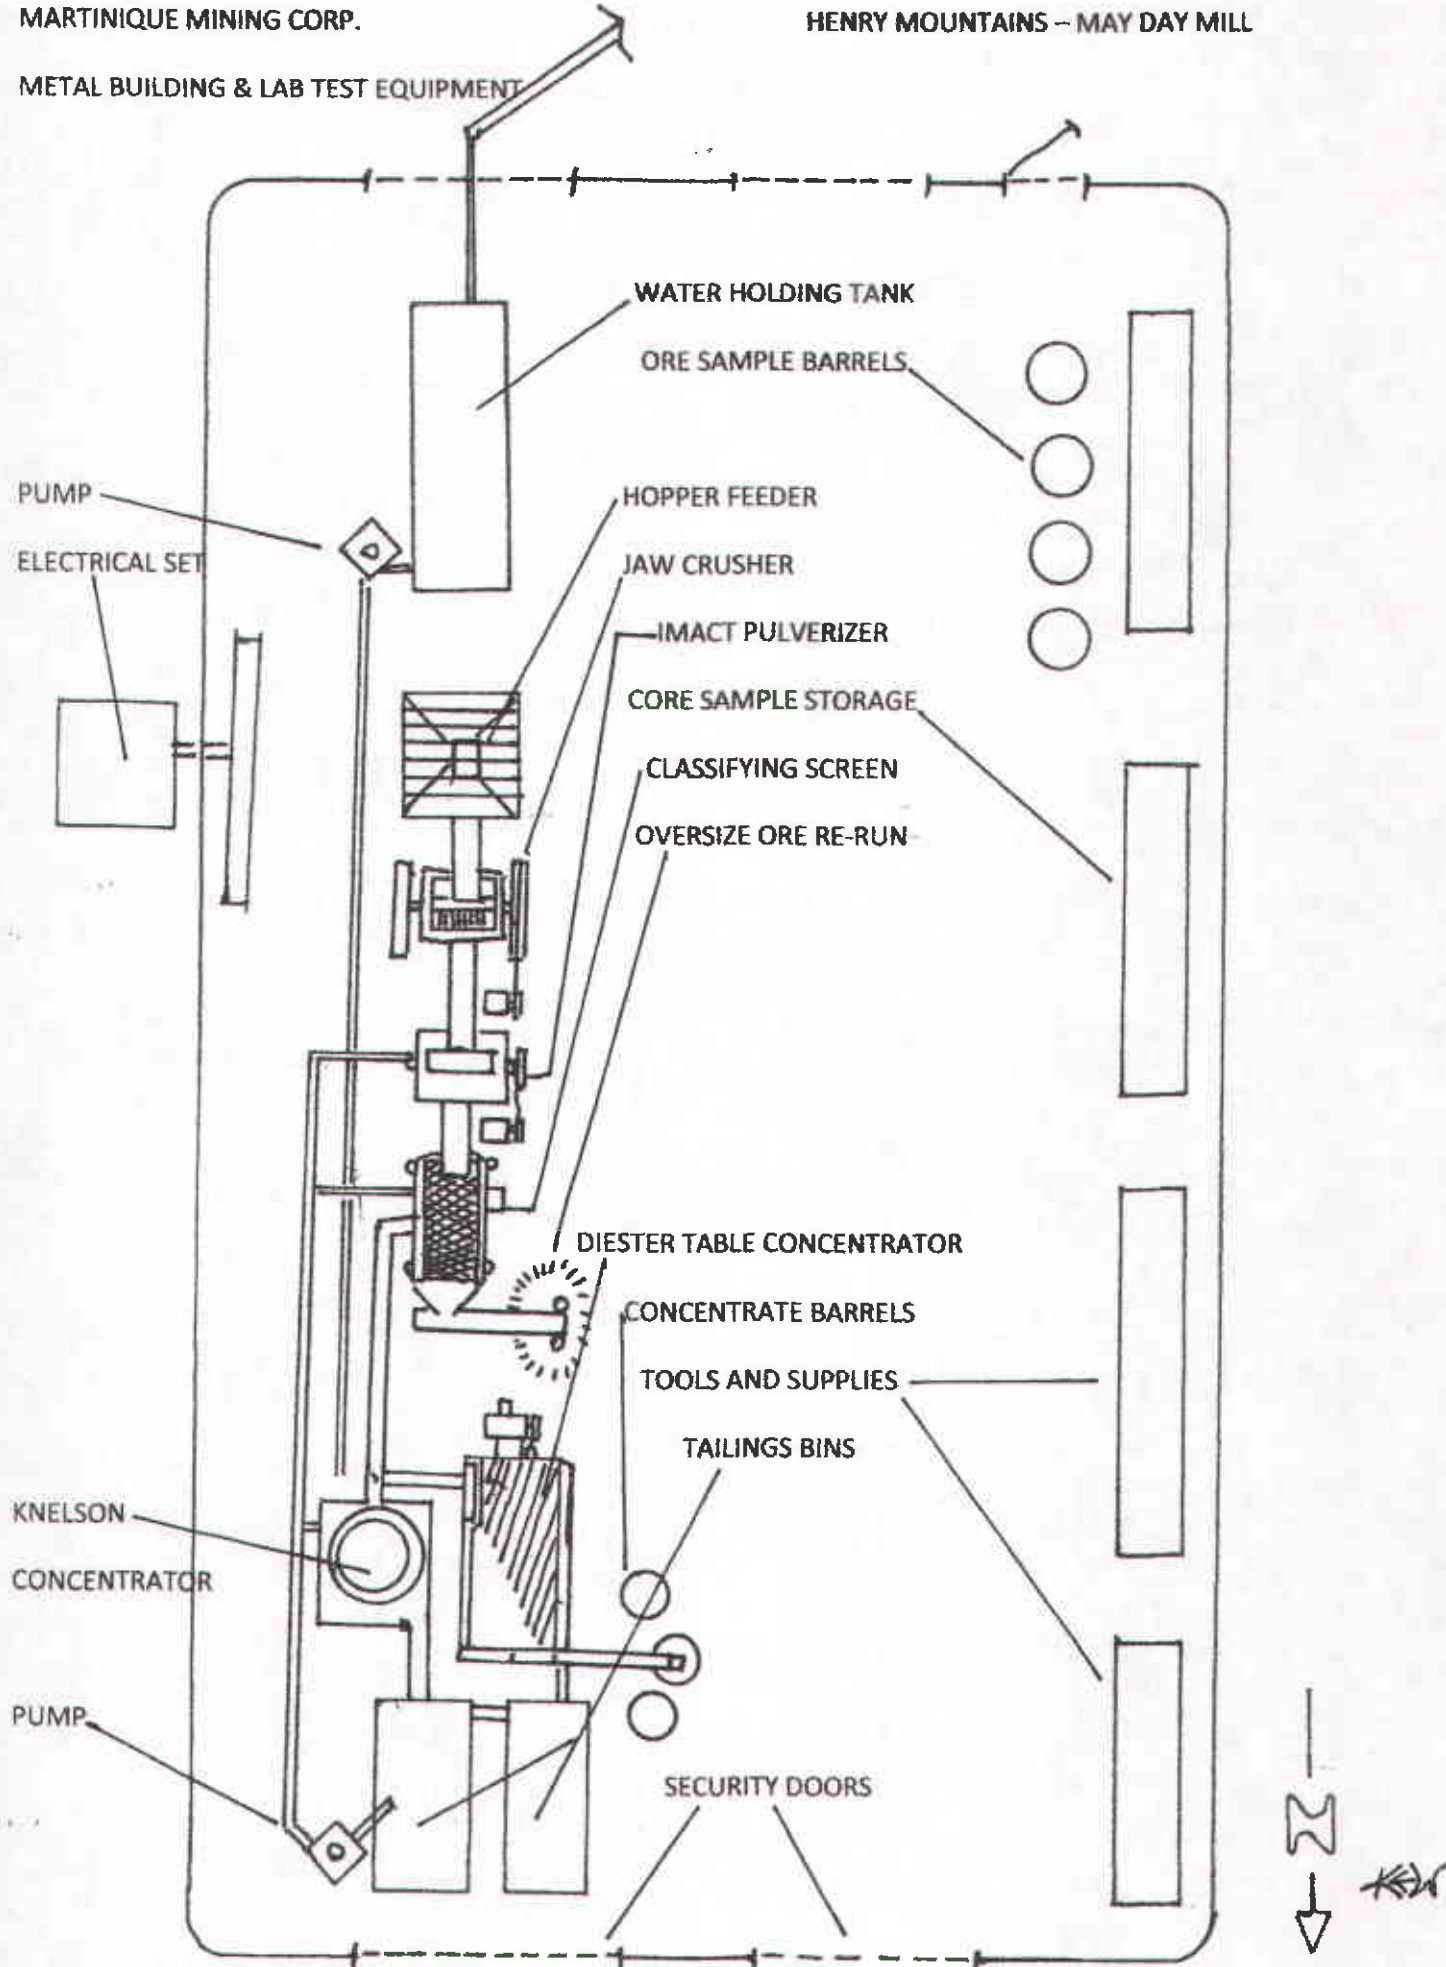 MARTINIQUE MINING CORP.
HENRY MOUNTAINS – MAY DAY MILL
METAL BUILDING & LAB TEST EQUIPMENT
WATER HOLDING TANK
ORE SAMPLE BARRELS
PUMP
HOPPER FEEDER
ELECTRICAL SET
JAW CRUSHER
IMACT PULVERIZER
CORE SAMPLE STORAGE
CLASSIFYING SCREEN
OVERSIZE ORE RE-RUN
DIESTER TABLE CONCENTRATOR
CONCENTRATE BARRELS
TOOLS AND SUPPLIES
TAILINGS BINS
KNELSON
CONCENTRATOR
PUMP
SECURITY DOORS
N